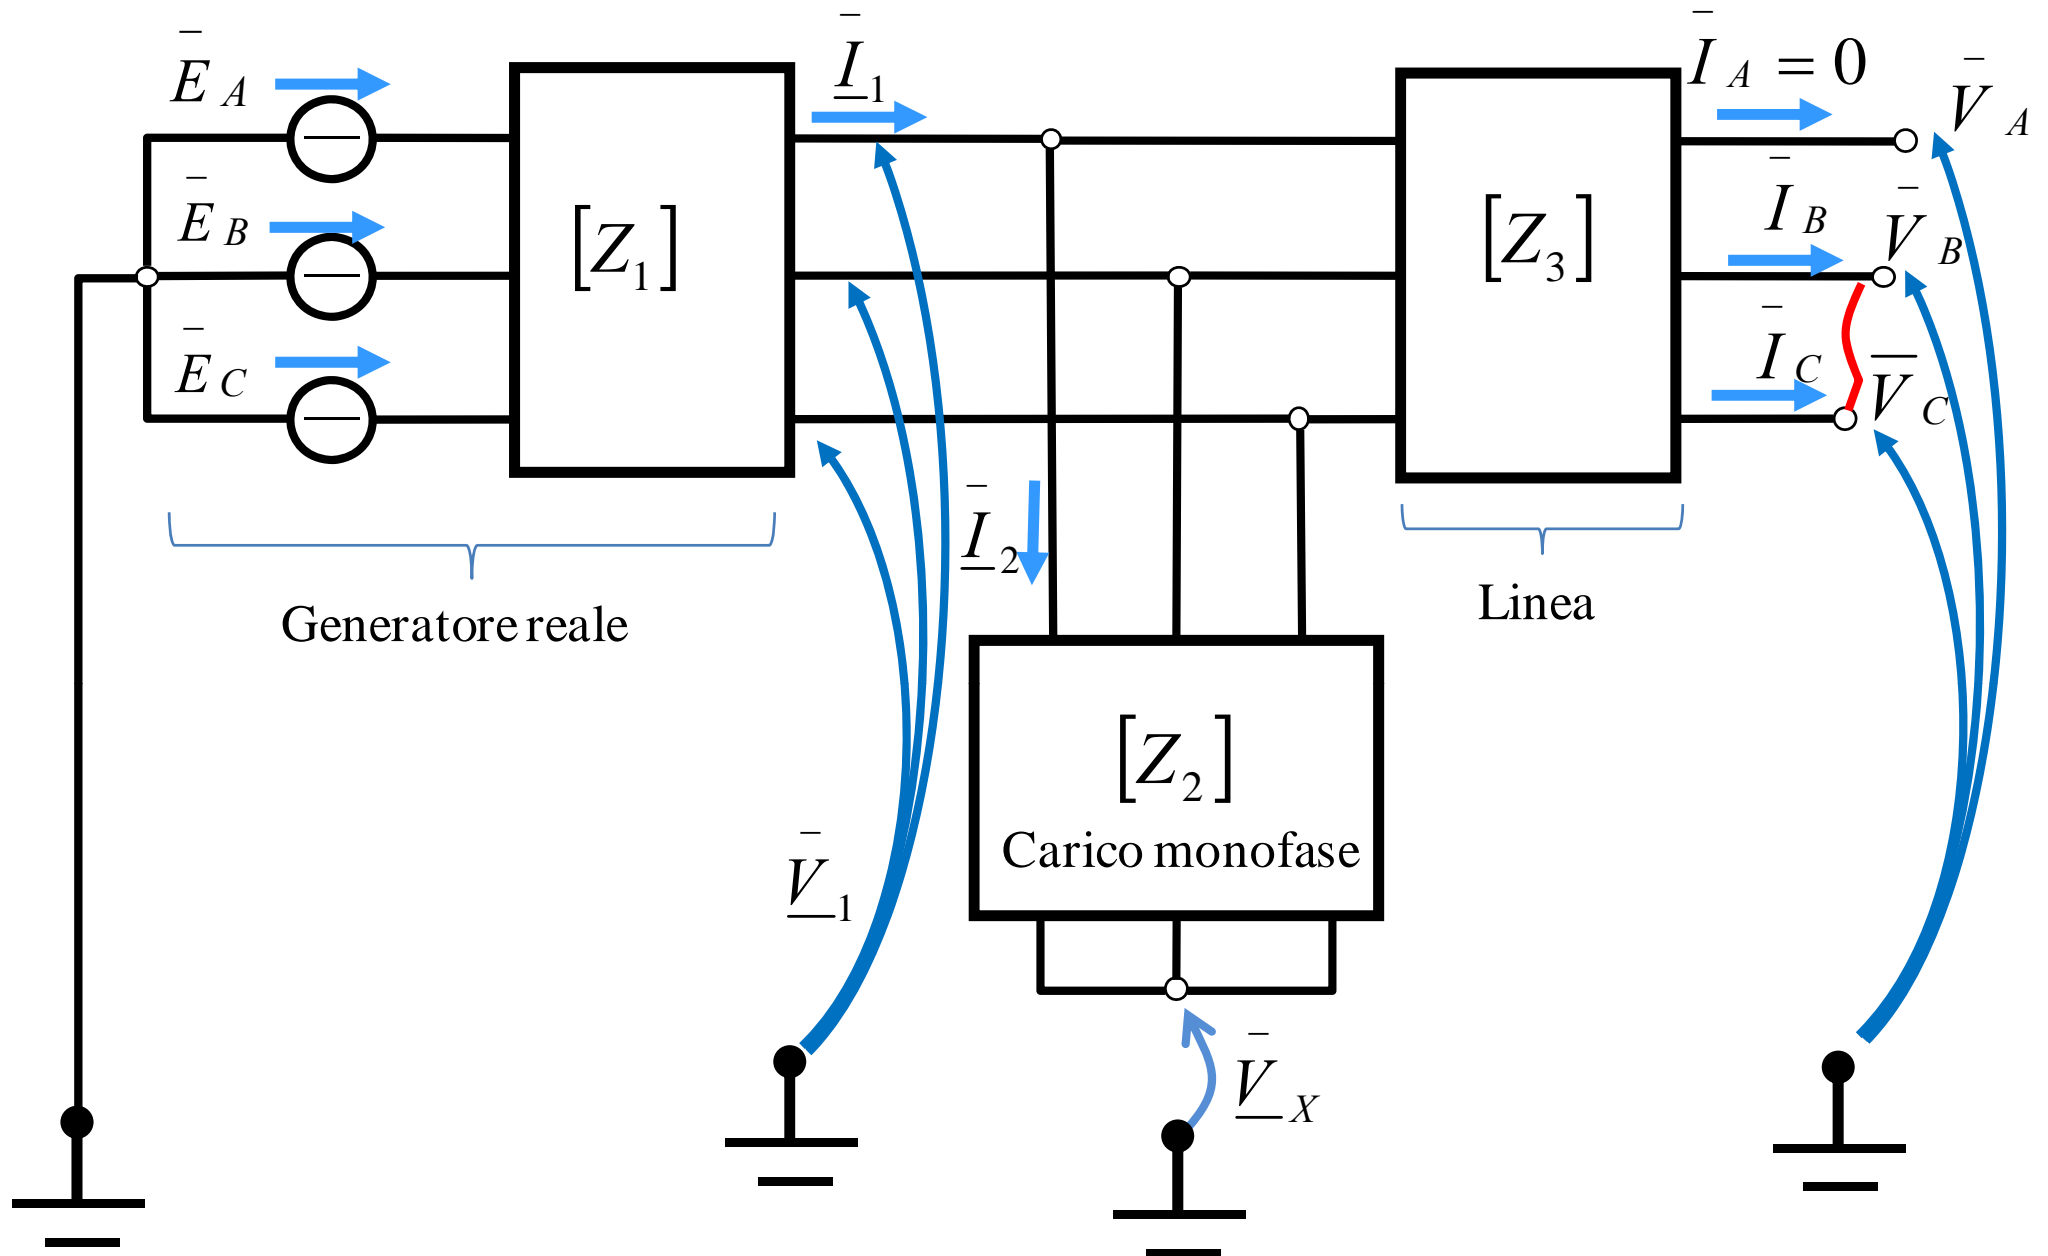 E̅ A
E̅ B
E̅ C
[Z1]
I̅ 1
[Z3]
I̅ A = 0
V̅ A
I̅ B
V̅ B
I̅ C
V̅ C
Generatore reale
I̅ 2
Linea
[Z2]
Carico monofase
V̅ 1
V̅ X